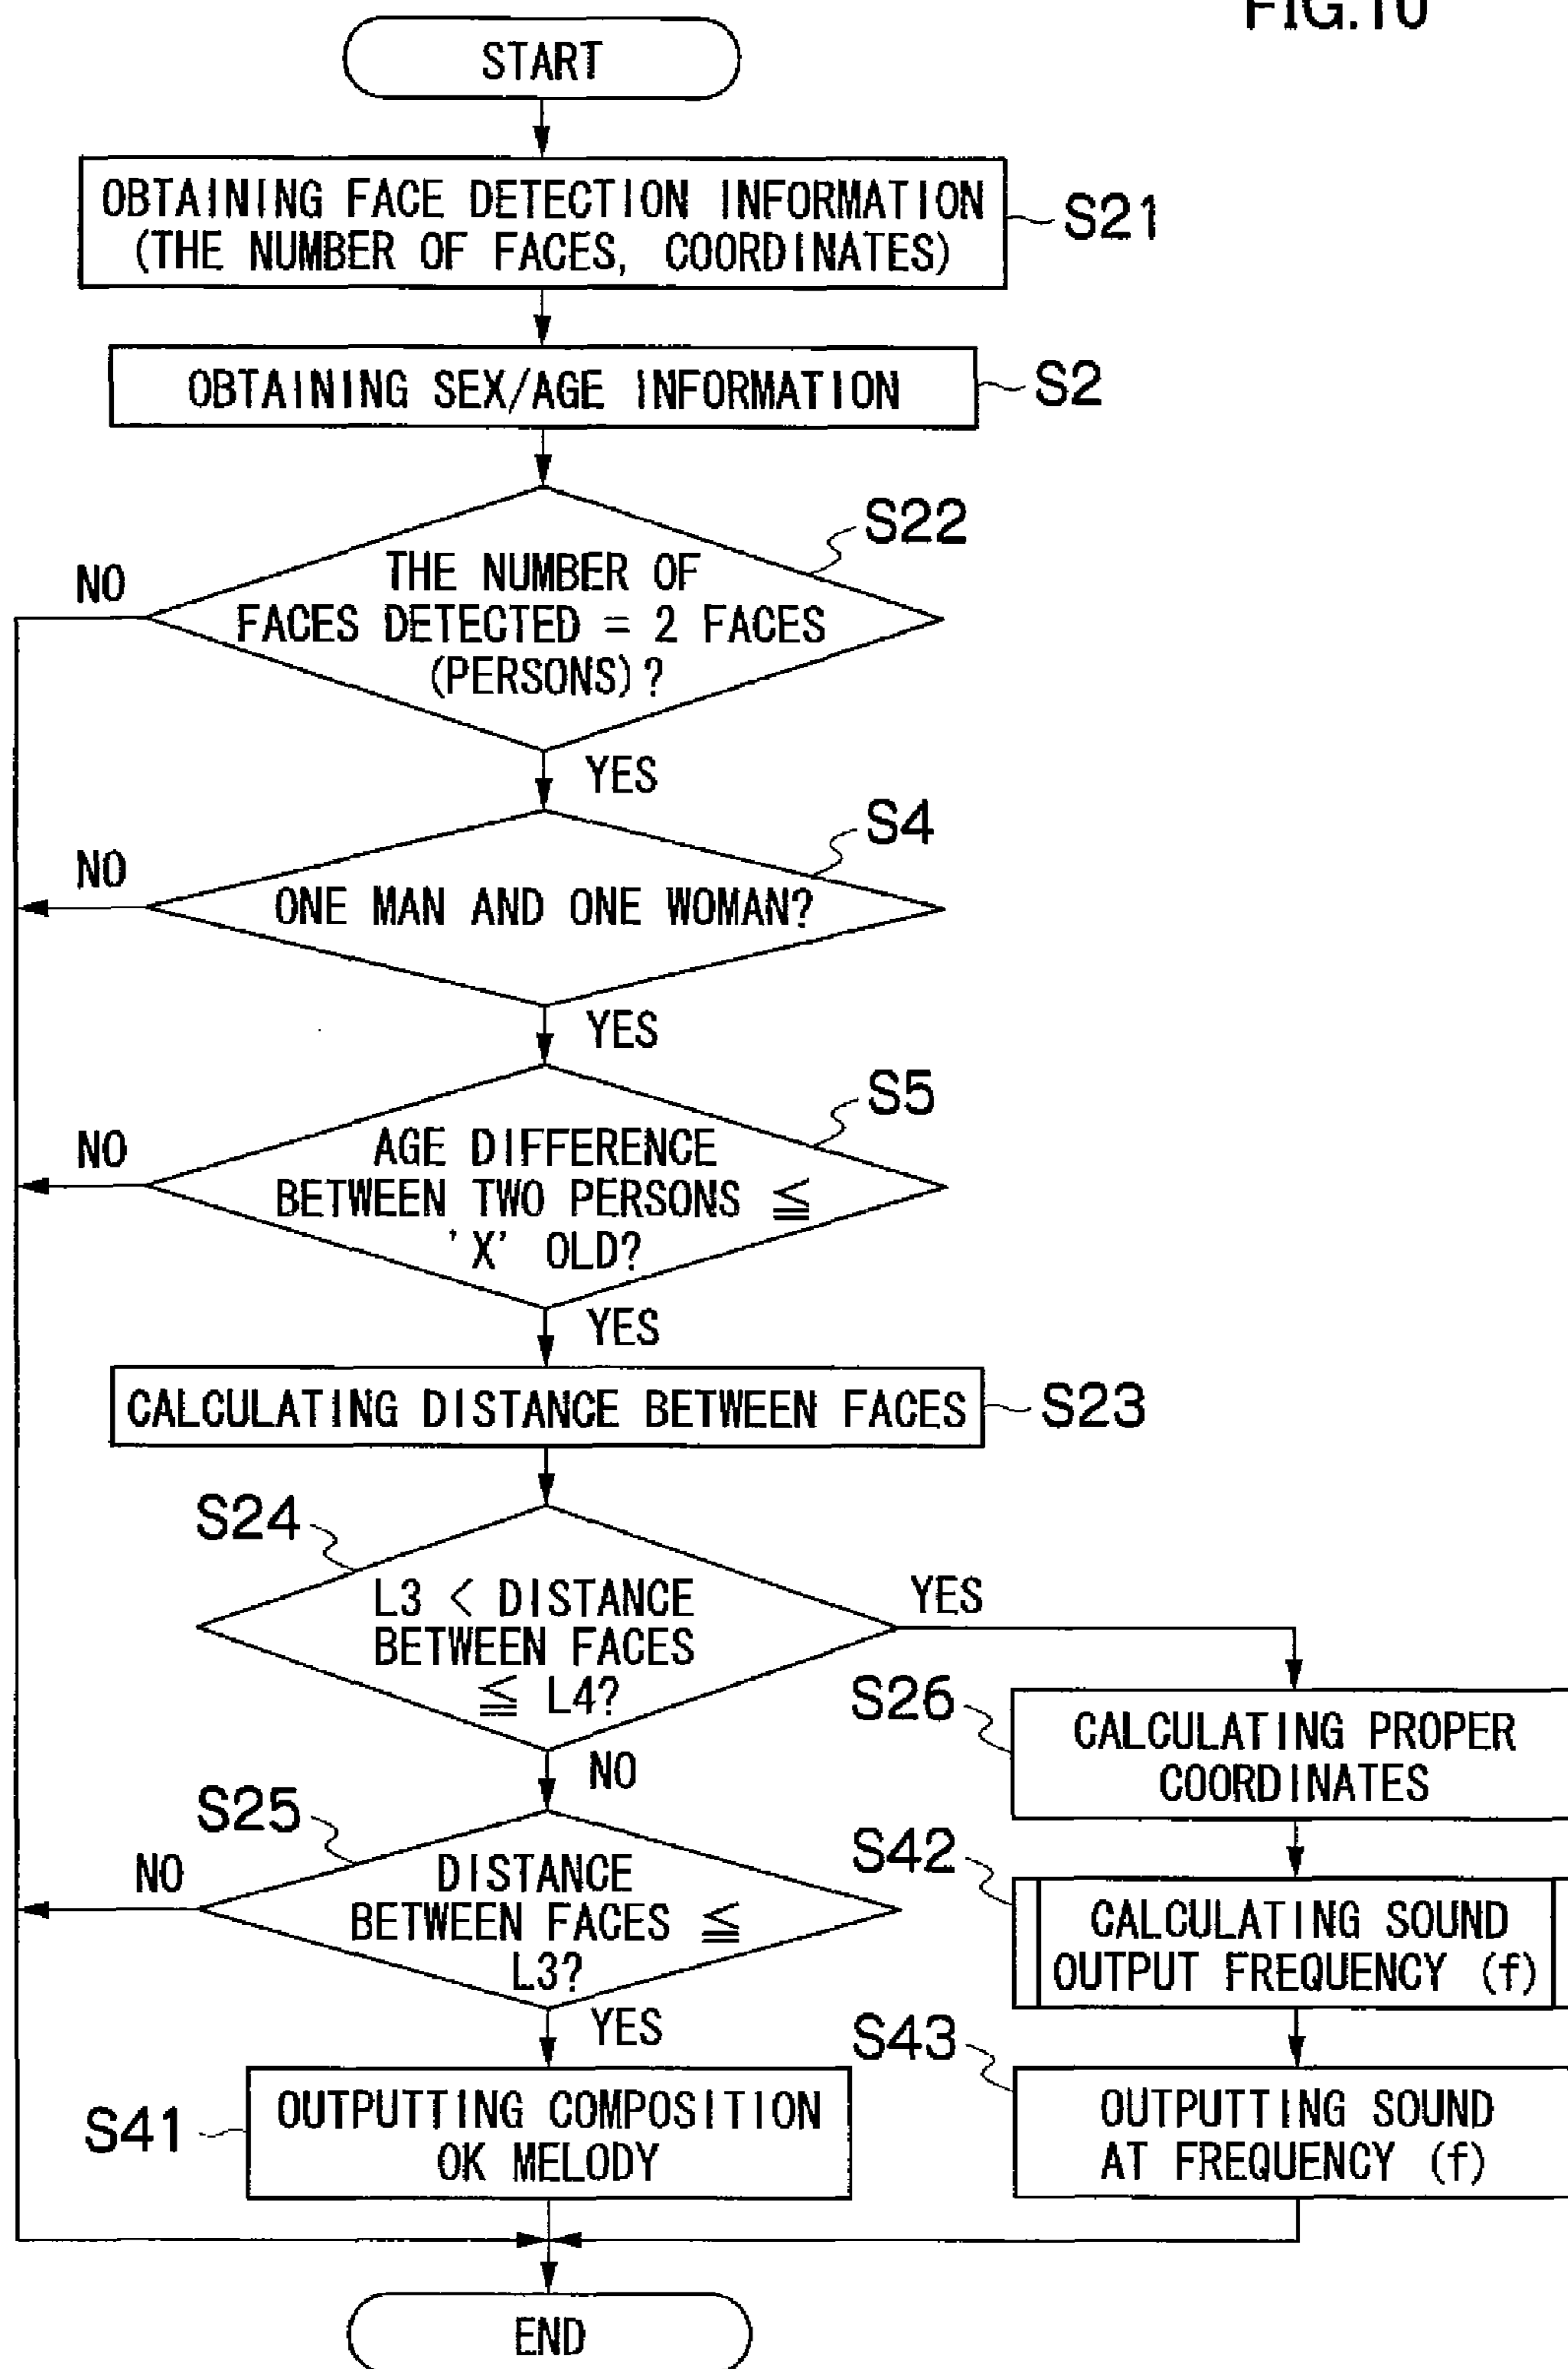 FIG.10
START
OBTAINING FACE DETECTION INFORMATION
(THE NUMBER OF FACES, COORDINATES)
S21
OBTAINING SEX/AGE INFORMATION
S2
S22
NO
THE NUMBER OF
FACES DETECTED = 2 FACES
(PERSONS)?
YES
S4
NO
ONE MAN AND ONE WOMAN?
YES
S5
NO
AGE DIFFERENCE
BETWEEN TWO PERSONS ≦
'X' OLD?
YES
CALCULATING DISTANCE BETWEEN FACES
S23
S24
L3 < DISTANCE
BETWEEN FACES
≦ L4?
YES
NO
S26
CALCULATING PROPER
COORDINATES
S25
NO
DISTANCE
BETWEEN FACES ≦
L3?
YES
S42
CALCULATING SOUND
OUTPUT FREQUENCY (f)
S41
OUTPUTTING COMPOSITION
OK MELODY
S43
OUTPUTTING SOUND
AT FREQUENCY (f)
END